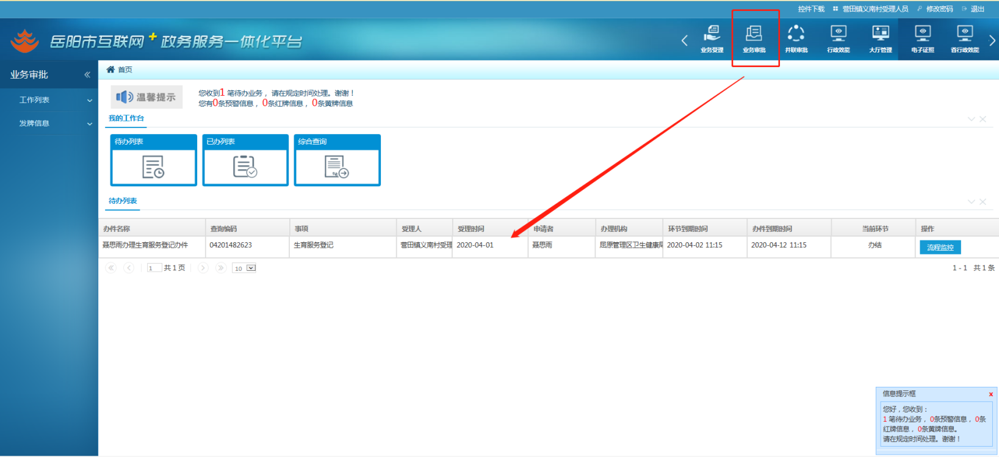 控件下载 营田镇义南村受理人员 修改密码 退出
岳阳市互联网+政务服务一体化平台
业务受理 业务审批 并联审批 行政效能 大厅管理 电子证照 省行政效能
业务审批
工作列表
发牌信息
首页
温馨提示
您收到1 笔待办业务，请在规定时间处理。谢谢！
您有0条预警信息，0条红牌信息，0条黄牌信息
我的工作台
待办列表 已办列表 综合查询
待办列表
办件名称 查询编码 事项 受理人 受理时间 申请者 办理机构 环节到期时间 办件到期时间 当前环节 操作
聂思雨办理生育服务登记办件 04201482623 生育服务登记 营田镇义南村受理 2020-04-01 聂思雨 屈原管理区卫生健康局 2020-04-02 11:15 2020-04-12 11:15 办结 流程监控
1 共 1 页 10
1 - 1 共 1 条
信息提示框 x
您好，您收到：
1 笔待办业务，0条预警信息，0条
红牌信息，0条黄牌信息。
请在规定时间处理。谢谢！